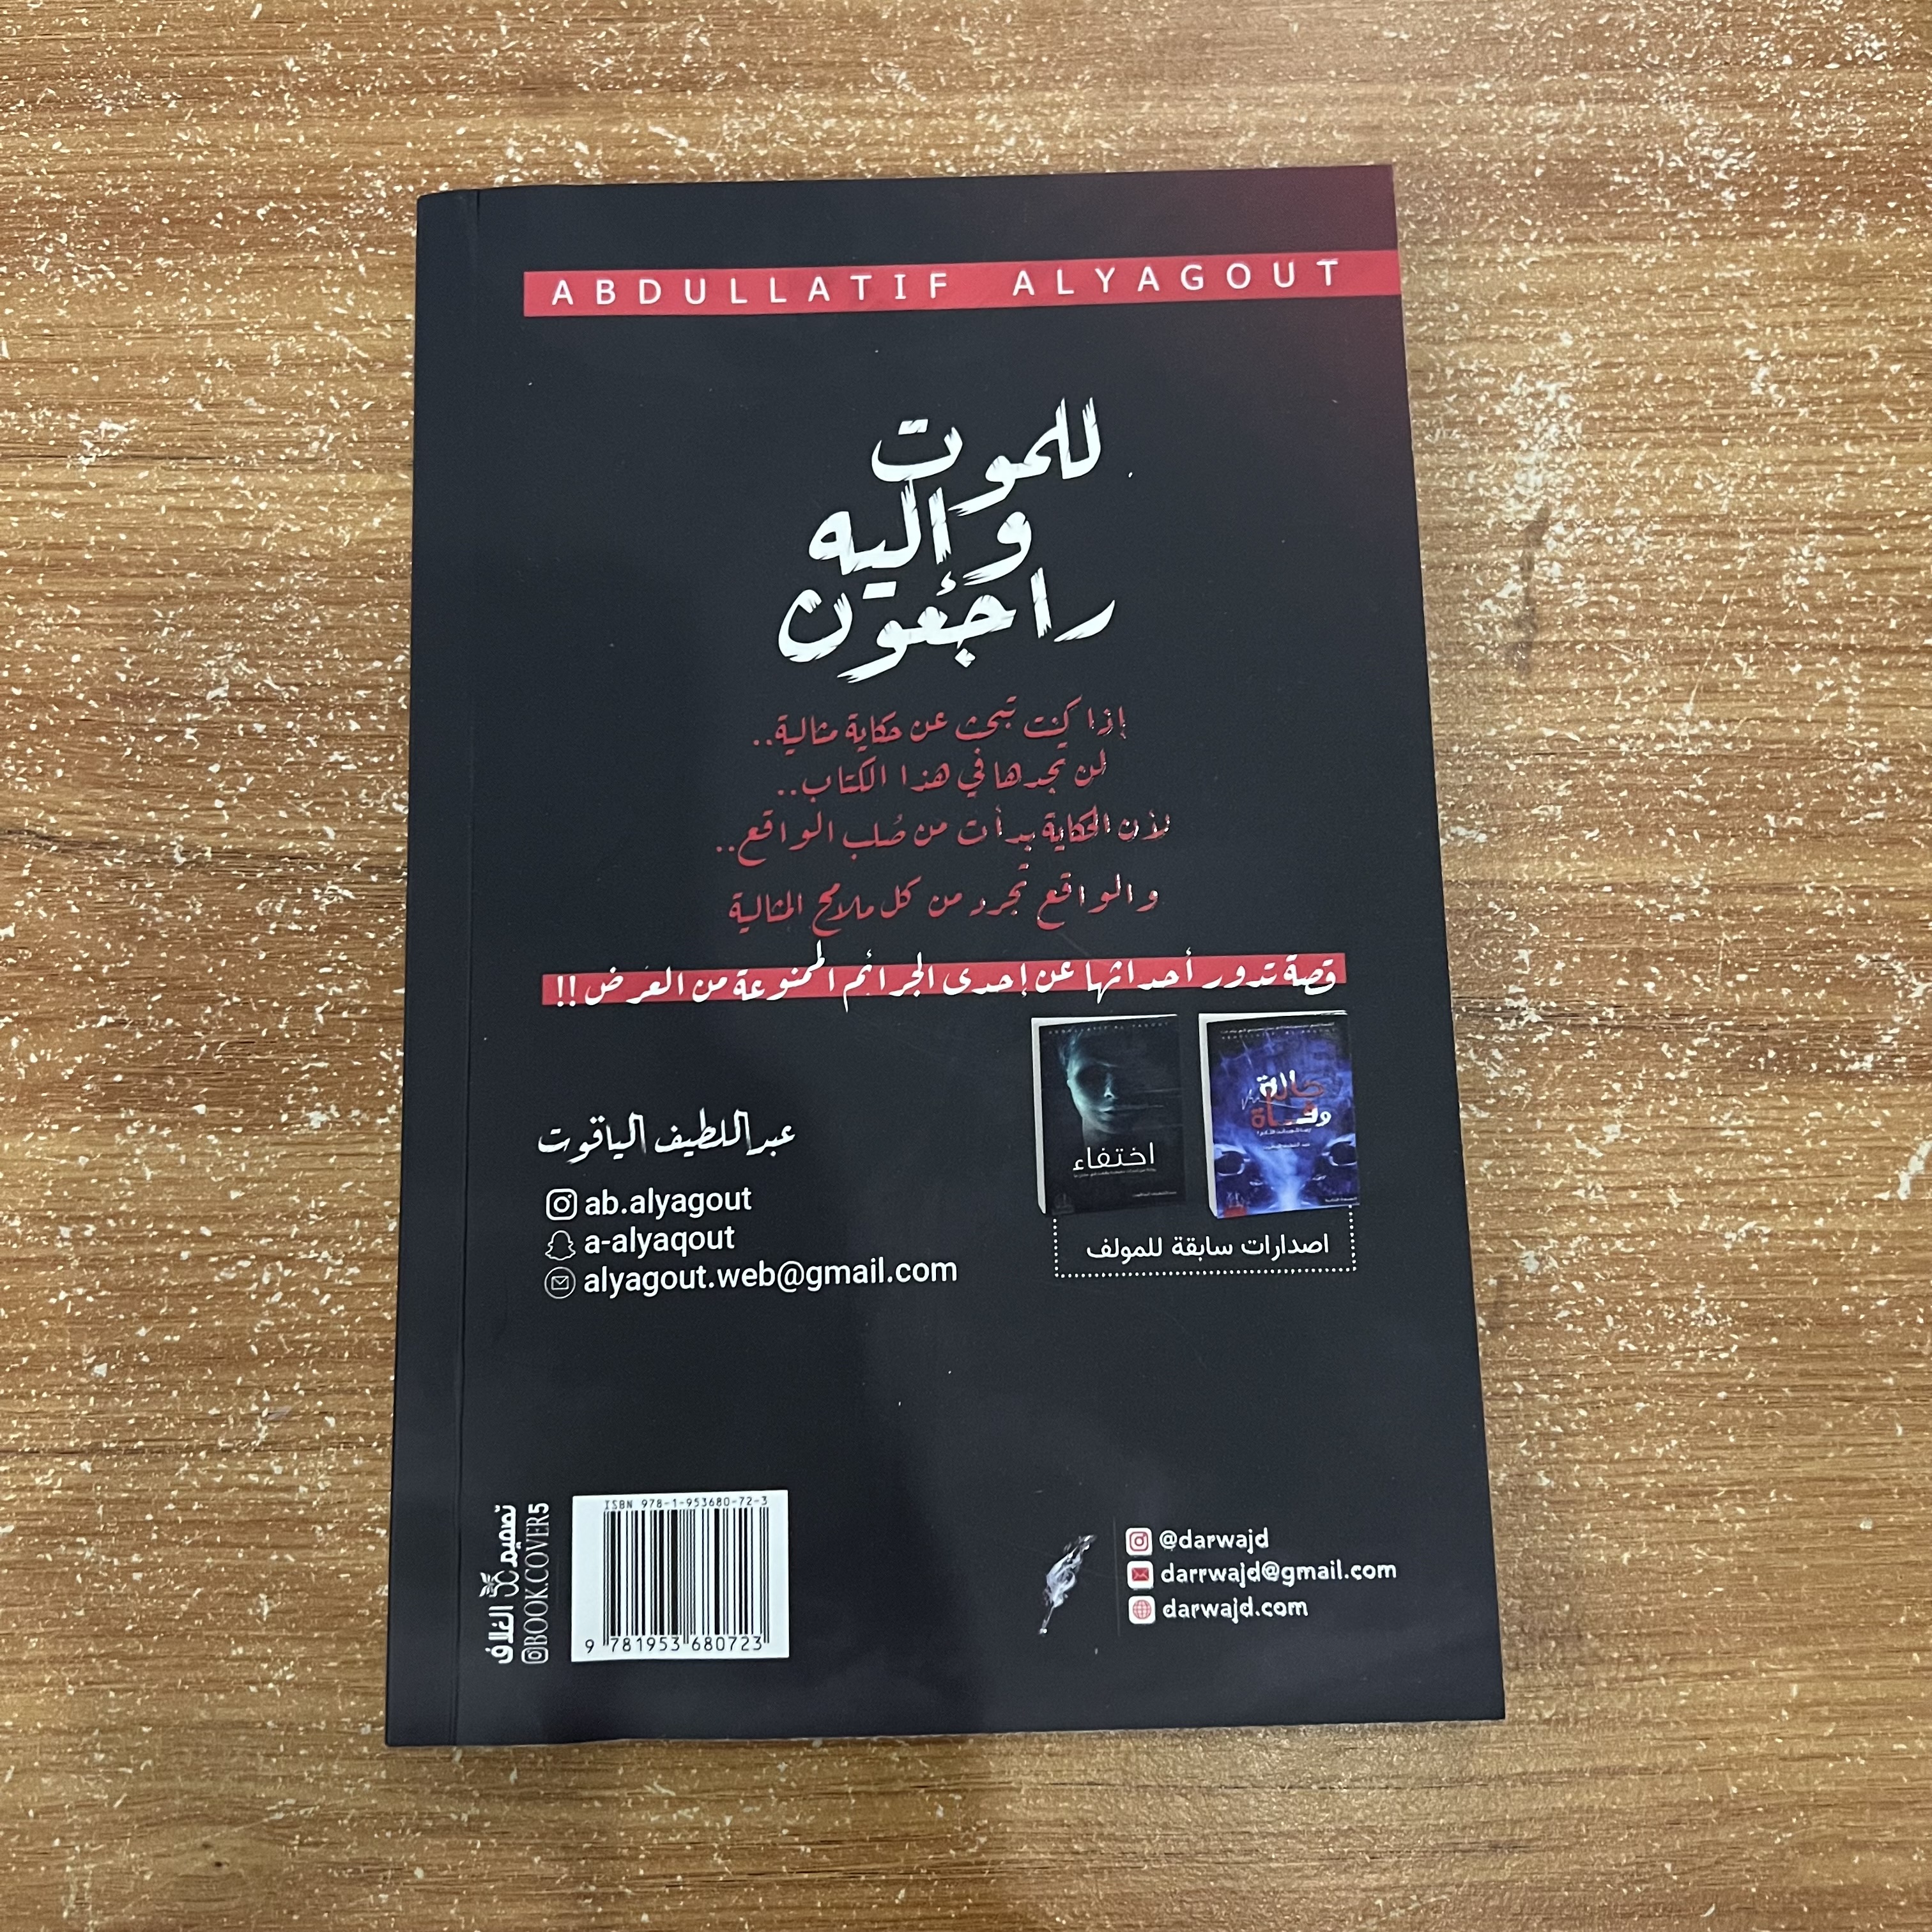 ABDULLATIF ALYAGOUT
للموت
وإليه
راجعون
إذا كنت تبحث عن حكاية مثالية..
لن تجدها في هذا الكتاب..
لأن الحكاية بدأت من صُلب الواقع..
والواقع تجرد من كل ملامح المثالية
قصة تدور أحداثها عن إحدى الجرائم الممنوعة من العرض!!
حالة
وفاة
اختفاء
اصدارات سابقة للمولف
عبداللطيف الياقوت
ab.alyagout
a-alyaqout
alyagout.web@gmail.com
تصميم الغلاف
@BOOK.COVER5
ISBN 978-1-953680-72-3
9 781953 680723
@darwajd
darrwajd@gmail.com
darwajd.com